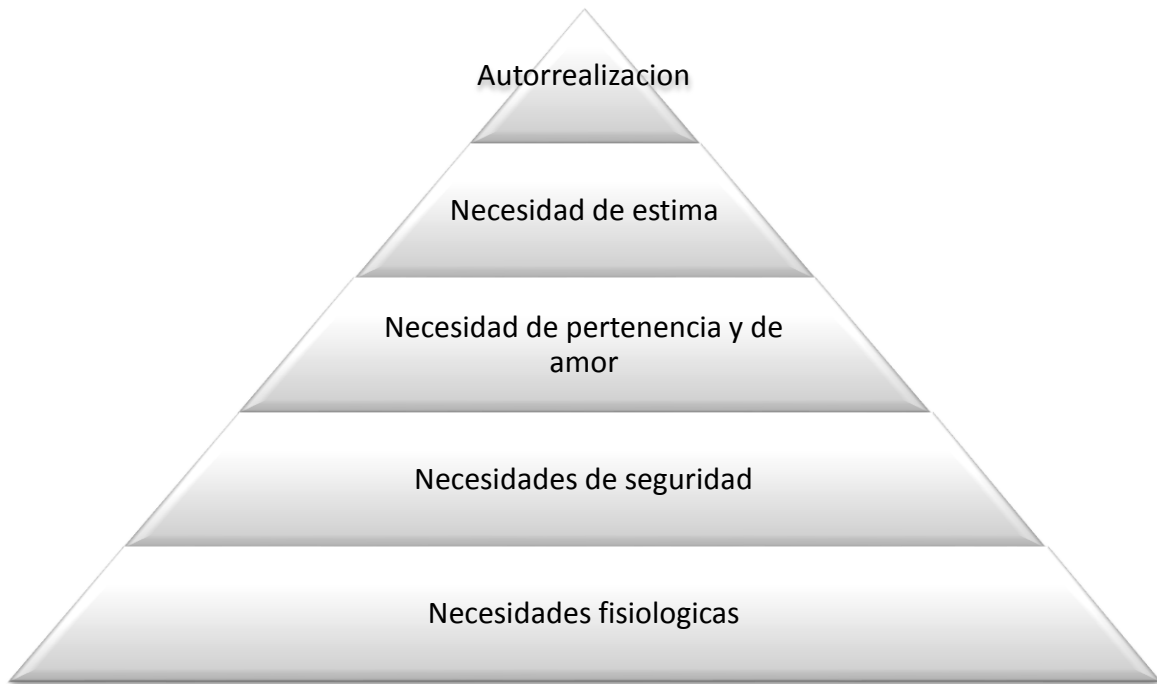 Autorrealizacion
Necesidad de estima
Necesidad de pertenencia y de
amor
Necesidades de seguridad
Necesidades fisiologicas